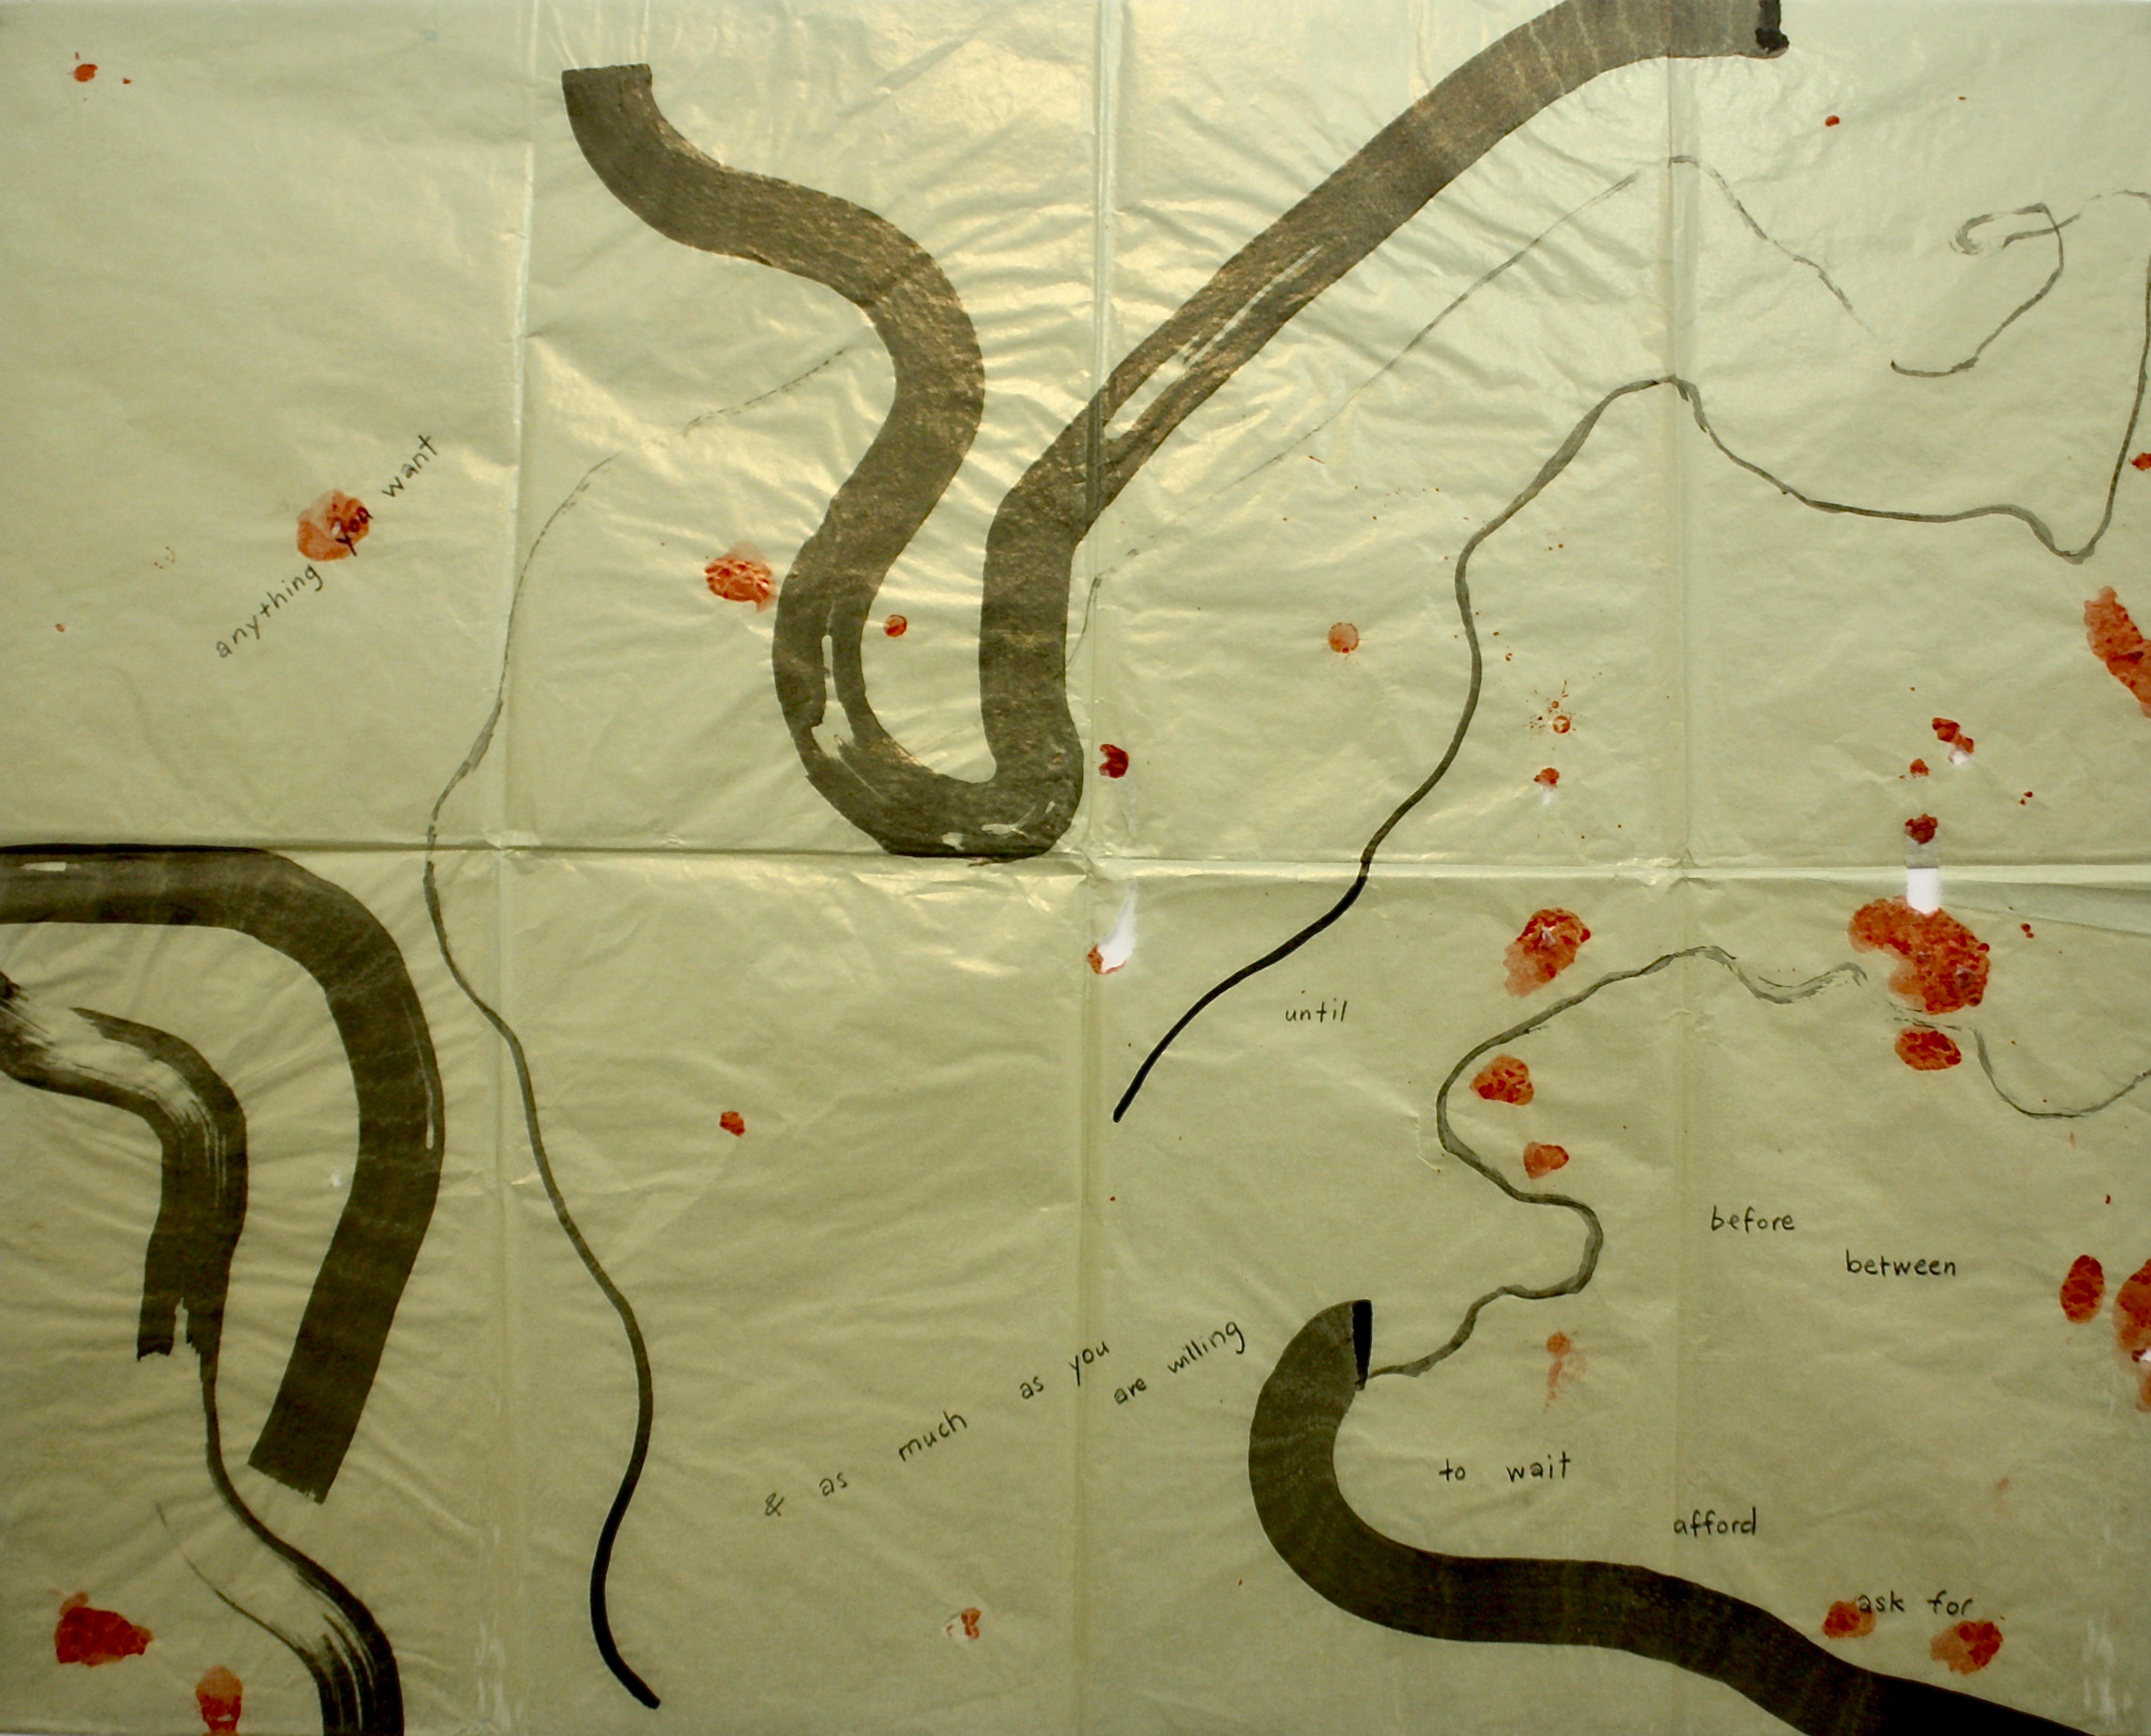 anything you want
until
before
between
& as much as you
are willing
to wait
afford
ask for